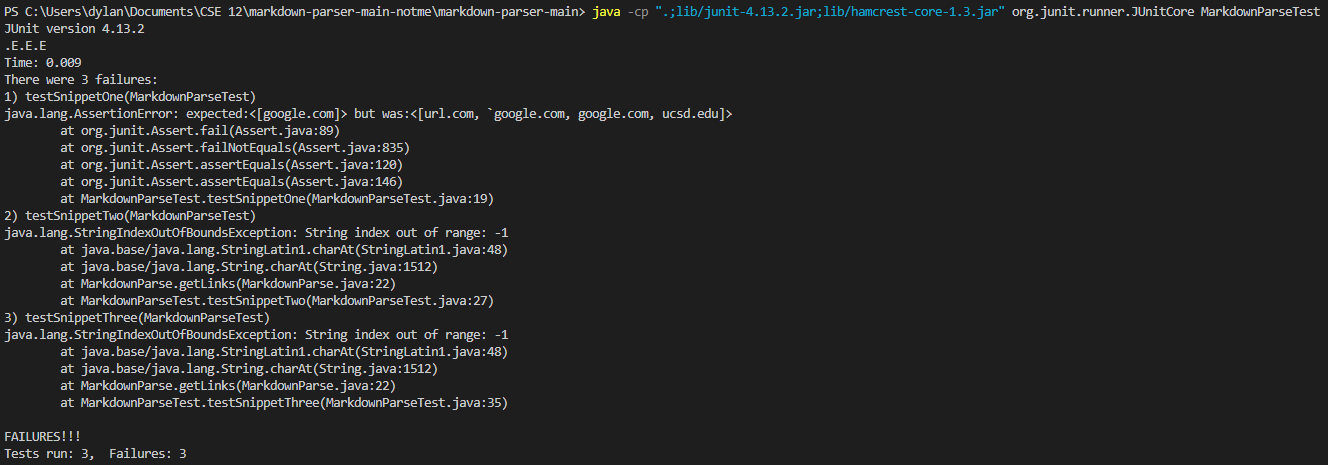 PS C:\Users\dylan\Documents\CSE 12\markdown-parser-main-notme\markdown-parser-main> java -cp ".;lib/junit-4.13.2.jar;lib/hamcrest-core-1.3.jar" org.junit.runner.JUnitCore MarkdownParseTest
JUnit version 4.13.2
.E.E.E
Time: 0.009
There were 3 failures:
1) testSnippetOne(MarkdownParseTest)
java.lang.AssertionError: expected:<[google.com]> but was:<[url.com, `google.com, google.com, ucsd.edu]>
        at org.junit.Assert.fail(Assert.java:89)
        at org.junit.Assert.failNotEquals(Assert.java:835)
        at org.junit.Assert.assertEquals(Assert.java:120)
        at org.junit.Assert.assertEquals(Assert.java:146)
        at MarkdownParseTest.testSnippetOne(MarkdownParseTest.java:19)
2) testSnippetTwo(MarkdownParseTest)
java.lang.StringIndexOutOfBoundsException: String index out of range: -1
        at java.base/java.lang.StringLatin1.charAt(StringLatin1.java:48)
        at java.base/java.lang.String.charAt(String.java:1512)
        at MarkdownParse.getLinks(MarkdownParse.java:22)
        at MarkdownParseTest.testSnippetTwo(MarkdownParseTest.java:27)
3) testSnippetThree(MarkdownParseTest)
java.lang.StringIndexOutOfBoundsException: String index out of range: -1
        at java.base/java.lang.StringLatin1.charAt(StringLatin1.java:48)
        at java.base/java.lang.String.charAt(String.java:1512)
        at MarkdownParse.getLinks(MarkdownParse.java:22)
        at MarkdownParseTest.testSnippetThree(MarkdownParseTest.java:35)

FAILURES!!!
Tests run: 3,  Failures: 3